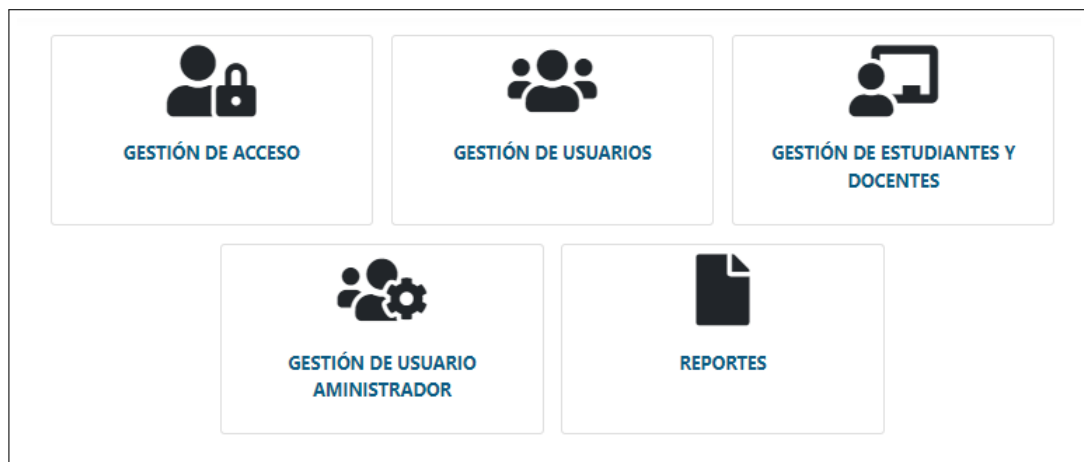 GESTIÓN DE ACCESO
GESTIÓN DE USUARIOS
GESTIÓN DE ESTUDIANTES Y
DOCENTES
GESTIÓN DE USUARIO
AMINISTRADOR
REPORTES